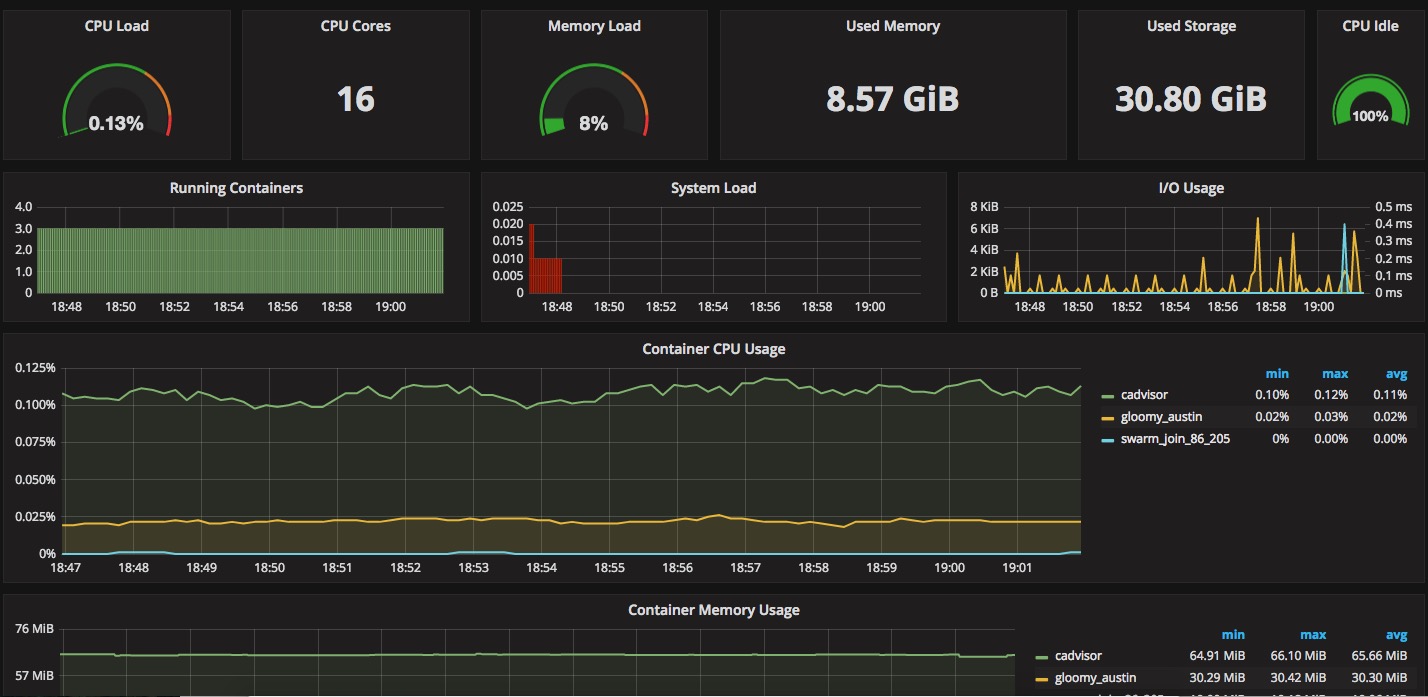 CPU Load
CPU Cores
Memory Load
Used Memory
Used Storage
CPU Idle
0.13%
16
8%
8.57 GiB
30.80 GiB
100%
Running Containers
4.0
3.0
2.0
1.0
0
18:48 18:50 18:52 18:54 18:56 18:58 19:00
System Load
0.025
0.020
0.015
0.010
0.005
0
18:48 18:50 18:52 18:54 18:56 18:58 19:00
I/O Usage
8 KiB 0.5 ms
6 KiB 0.4 ms
4 KiB 0.3 ms
2 KiB 0.2 ms
0 B 0.1 ms
0 ms
18:48 18:50 18:52 18:54 18:56 18:58 19:00
Container CPU Usage
0.125%
0.100%
0.075%
0.050%
0.025%
0%
18:47 18:48 18:49 18:50 18:51 18:52 18:53 18:54 18:55 18:56 18:57 18:58 18:59 19:00 19:01
min max avg
cadvisor 0.10% 0.12% 0.11%
gloomy_austin 0.02% 0.03% 0.02%
swarm_join_86_205 0% 0.00% 0.00%
Container Memory Usage
76 MiB
57 MiB
min max avg
cadvisor 64.91 MiB 66.10 MiB 65.66 MiB
gloomy_austin 30.29 MiB 30.42 MiB 30.30 MiB